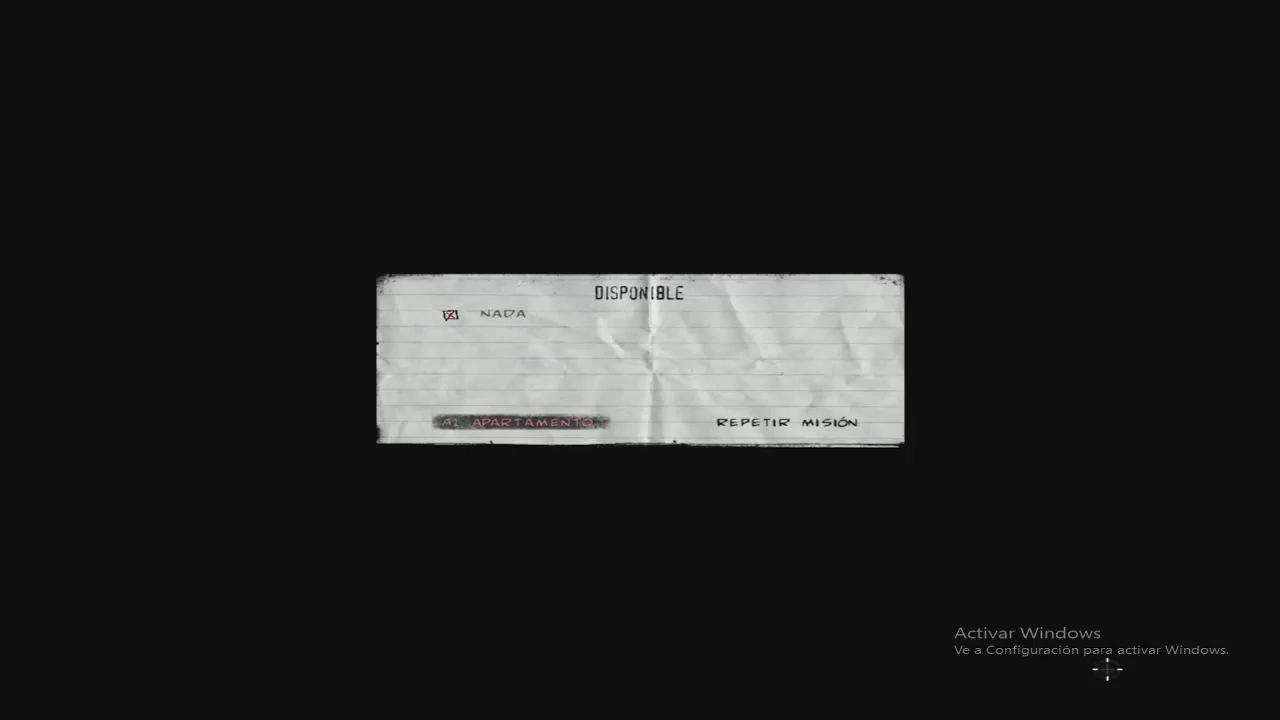 DISPONIBLE
NADA
AL APARTAMENTO
REPETIR MISIÓN
Activar Windows
Ve a Configuración para activar Windows.